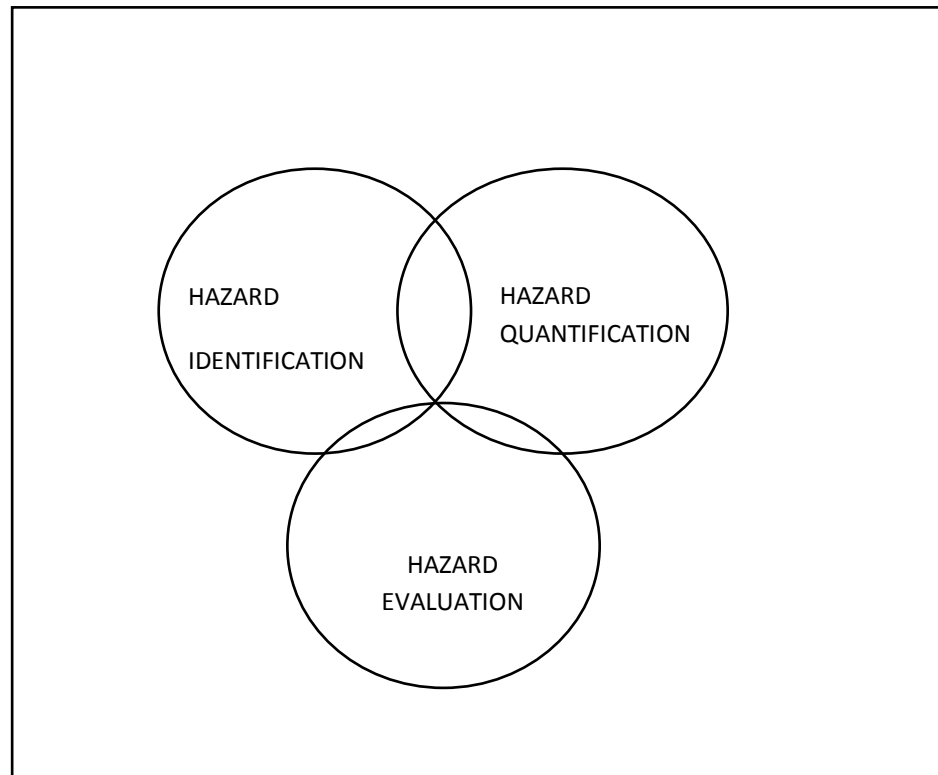 HAZARD
IDENTIFICATION
HAZARD
QUANTIFICATION
HAZARD
EVALUATION